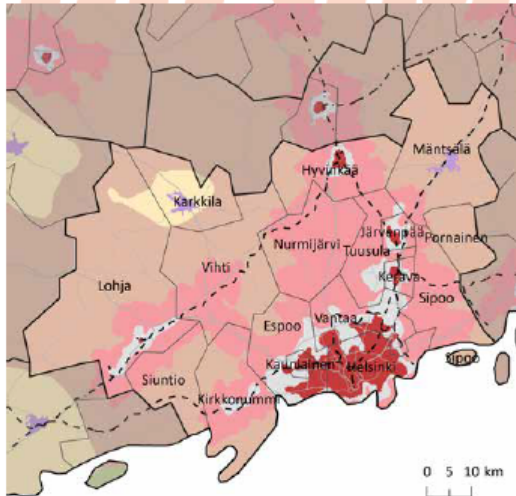 Mäntsälä
Hyvinkää
Karkkila
Järvenpää
Nurmijärvi
Tuusula
Pornainen
Vihti
Kerava
Lohja
Sipoo
Vantaa
Espoo
Sipoo
Kauniainen
Helsinki
Siuntio
Kirkkonummi
0 5 10 km